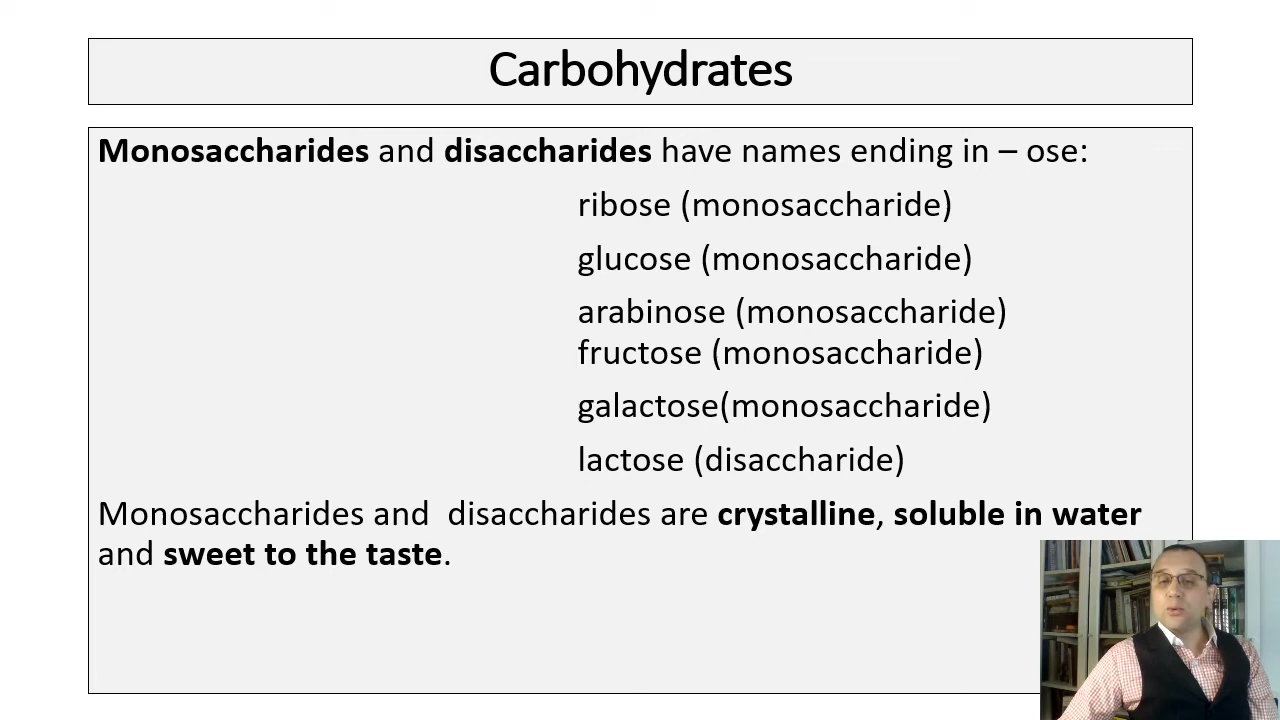 Carbohydrates
Monosaccharides and disaccharides have names ending in – ose:
ribose (monosaccharide)
glucose (monosaccharide)
arabinose (monosaccharide)
fructose (monosaccharide)
galactose(monosaccharide)
lactose (disaccharide)
Monosaccharides and  disaccharides are crystalline, soluble in water
and sweet to the taste.